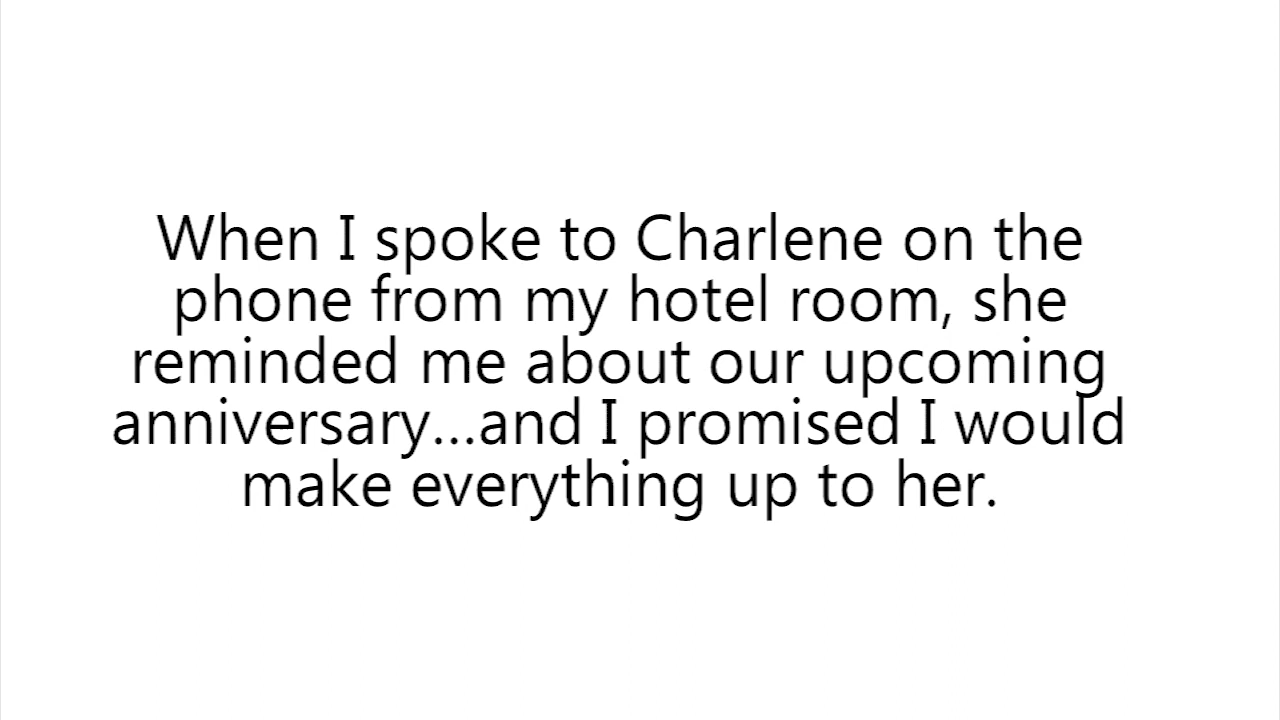 When I spoke to Charlene on the
phone from my hotel room, she
reminded me about our upcoming
anniversary...and I promised I would
make everything up to her.